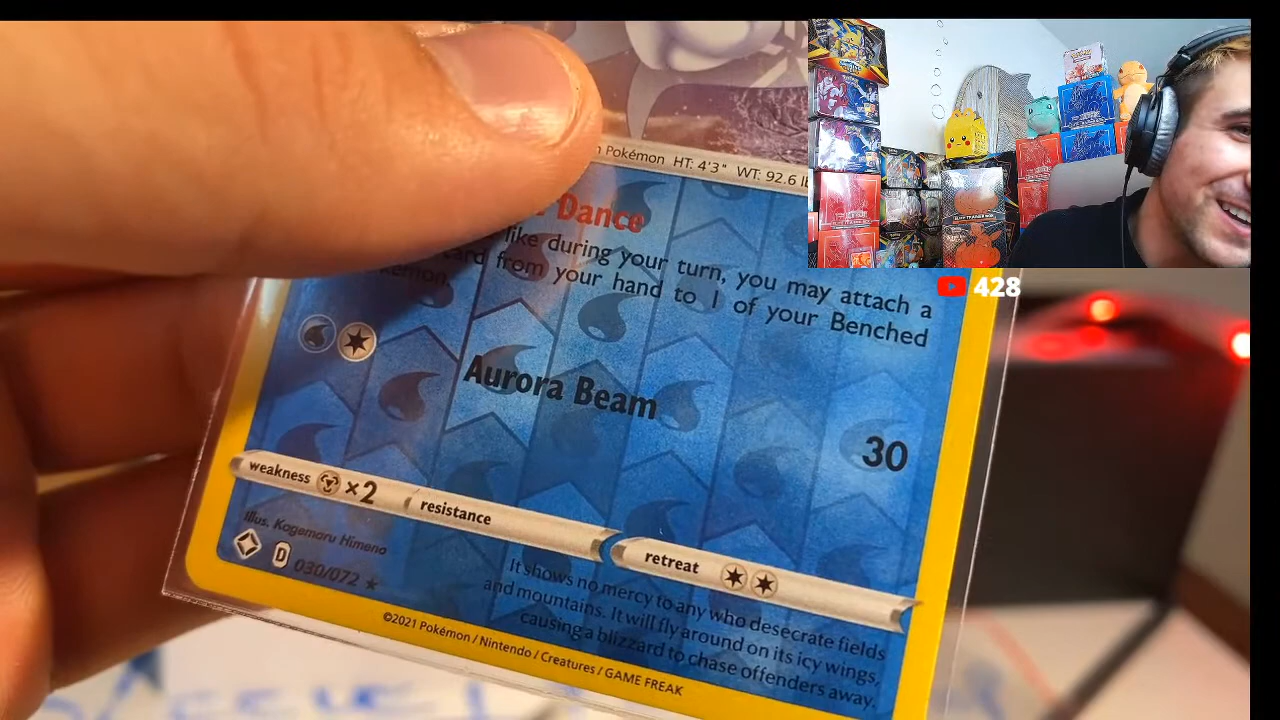 Pokémon HT: 4'3" WT: 92.6
Dance
like during your turn, you may attach a
card from your hand to 1 of your Benched
Aurora Beam
30
weakness ×2 resistance
retreat
Illus. Kagemaru Himeno
D 030/072
It shows no mercy to any who desecrate fields
and mountains. It will fly around on its icy wings,
causing a blizzard to chase offenders away.
©2021 Pokémon / Nintendo / Creatures / GAME FREAK
428